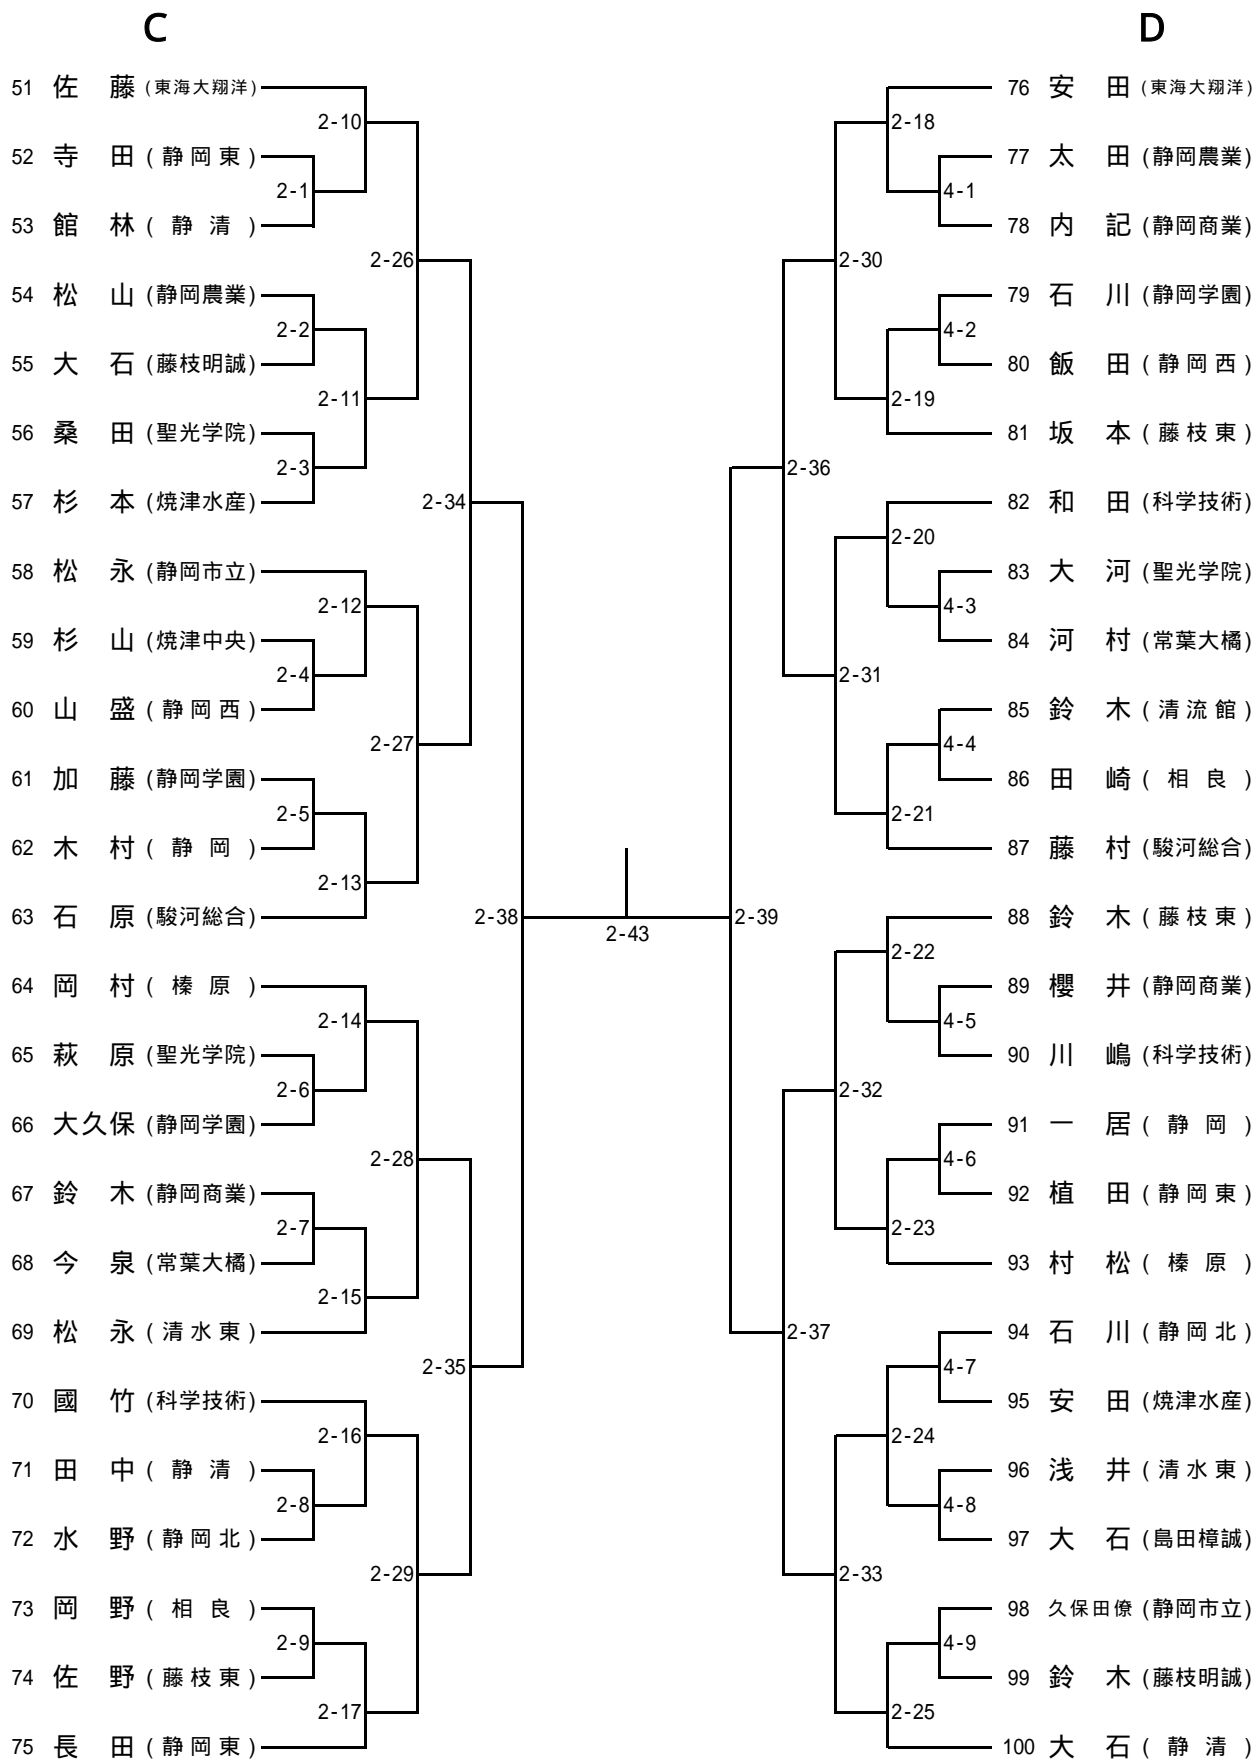 C
51 佐藤 (東海大翔洋)
2-10
52 寺田 (静岡東)
2-1
53 館林 (静清)
2-26
54 松山 (静岡農業)
2-2
55 大石 (藤枝明誠)
2-11
56 桑田 (聖光学院)
2-3
57 杉本 (焼津水産)
2-34
58 松永 (静岡市立)
2-12
59 杉山 (焼津中央)
2-4
60 山盛 (静岡西)
2-27
61 加藤 (静岡学園)
2-5
62 木村 (静岡)
2-13
63 石原 (駿河総合)
2-38
64 岡村 (榛原)
2-14
65 萩原 (聖光学院)
2-6
66 大久保 (静岡学園)
2-28
67 鈴木 (静岡商業)
2-7
68 今泉 (常葉大橘)
2-15
69 松永 (清水東)
2-35
70 國竹 (科学技術)
2-16
71 田中 (静清)
2-8
72 水野 (静岡北)
2-29
73 岡野 (相良)
2-9
74 佐野 (藤枝東)
2-17
75 長田 (静岡東)
2-43
D
76 安田 (東海大翔洋)
2-18
77 太田 (静岡農業)
4-1
78 内記 (静岡商業)
2-30
79 石川 (静岡学園)
4-2
80 飯田 (静岡西)
2-19
81 坂本 (藤枝東)
2-36
82 和田 (科学技術)
2-20
83 大河 (聖光学院)
4-3
84 河村 (常葉大橘)
2-31
85 鈴木 (清流館)
4-4
86 田崎 (相良)
2-21
87 藤村 (駿河総合)
2-39
88 鈴木 (藤枝東)
2-22
89 櫻井 (静岡商業)
4-5
90 川嶋 (科学技術)
2-32
91 一居 (静岡)
4-6
92 植田 (静岡東)
2-23
93 村松 (榛原)
2-37
94 石川 (静岡北)
4-7
95 安田 (焼津水産)
2-24
96 浅井 (清水東)
4-8
97 大石 (島田樟誠)
2-33
98 久保田僚 (静岡市立)
4-9
99 鈴木 (藤枝明誠)
2-25
100 大石 (静清)